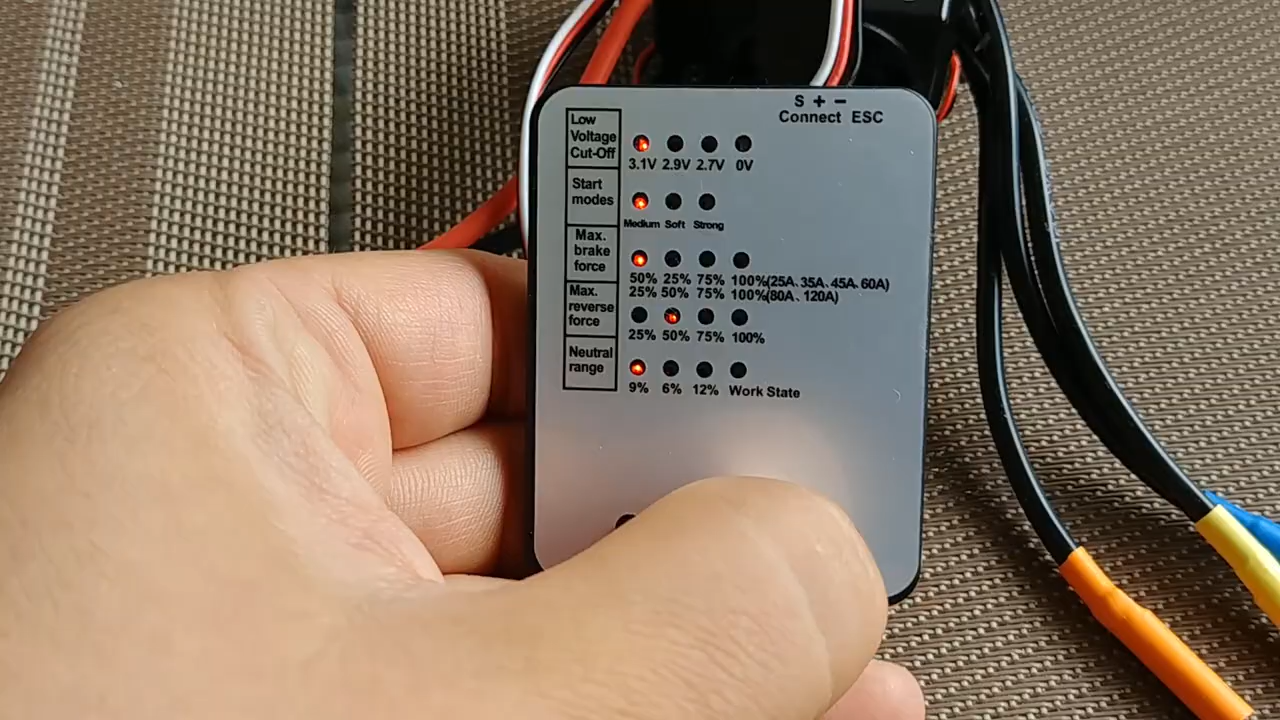 S + −
Connect ESC
Low
Voltage
Cut-Off
3.1V 2.9V 2.7V 0V
Start
modes
Medium Soft Strong
Max.
brake
force
50% 25% 75% 100%(25A、35A、45A、60A)
25% 50% 75% 100%(80A、120A)
Max.
reverse
force
25% 50% 75% 100%
Neutral
range
9% 6% 12% Work State